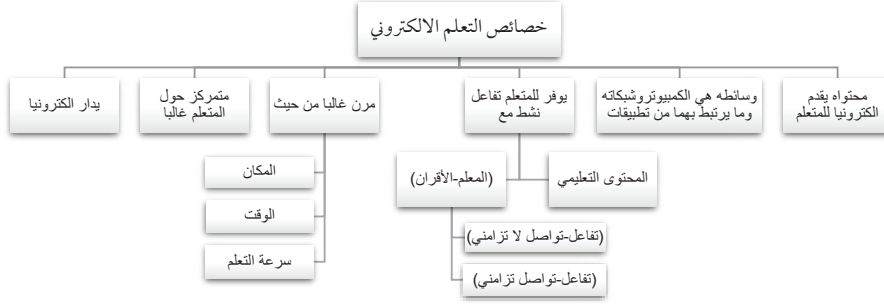 خصائص التعلم الالكتروني
محتواه يقدم
الكترونيا للمتعلم
وسائطه هي الكمبيوتروشبكاته
وما يرتبط بهما من تطبيقات
يوفر للمتعلم تفاعل
نشط مع
مرن غالبا من حيث
متمركز حول
المتعلم غالبا
يدار الكترونيا
المحتوى التعليمي
(المعلم-الأقران)
(تفاعل-تواصل لا تزامني)
(تفاعل-تواصل تزامني)
المكان
الوقت
سرعة التعلم